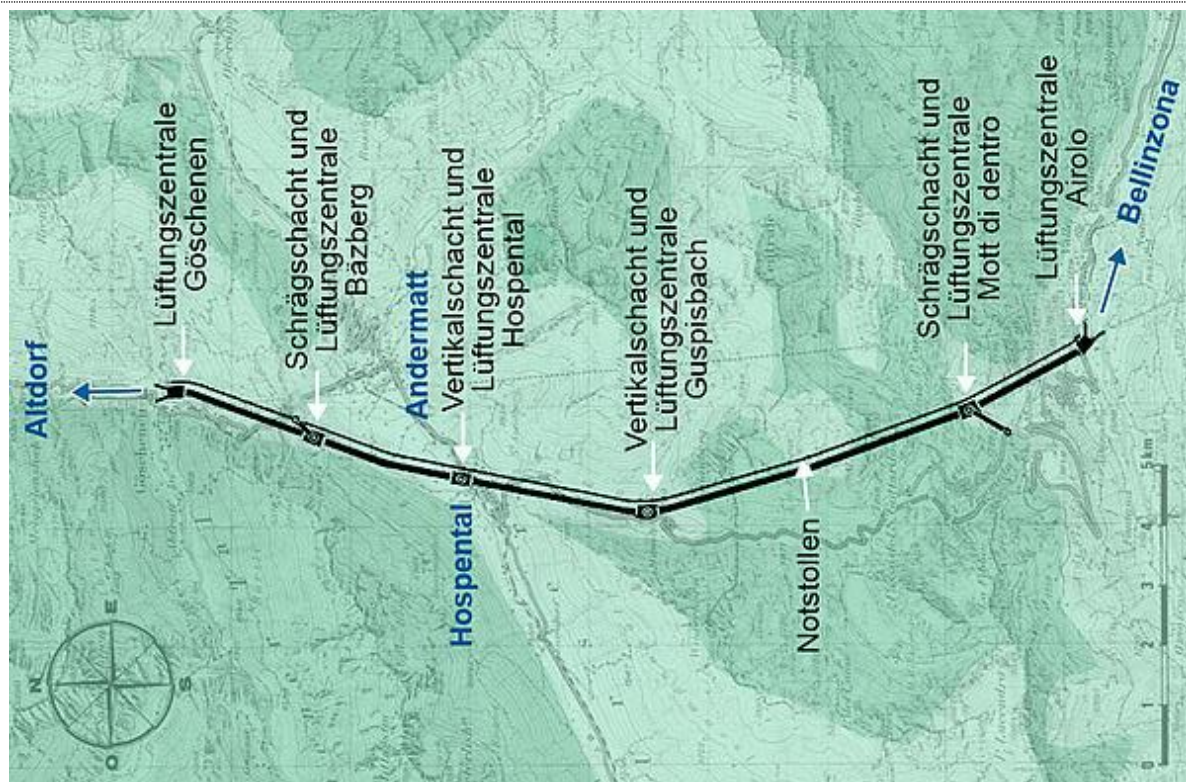 Altdorf
Lüftungszentrale
Göschenen
Schrägschacht und
Lüftungszentrale
Bäzberg
Andermatt
Vertikalschacht und
Lüftungszentrale
Hospental
Hospental
Vertikalschacht und
Lüftungszentrale
Guspisbach
Notstollen
Schrägschacht und
Lüftungszentrale
Mott di dentro
Lüftungszentrale
Airolo
Bellinzona
N
E
S
O
0 1 2 3 4 5 km